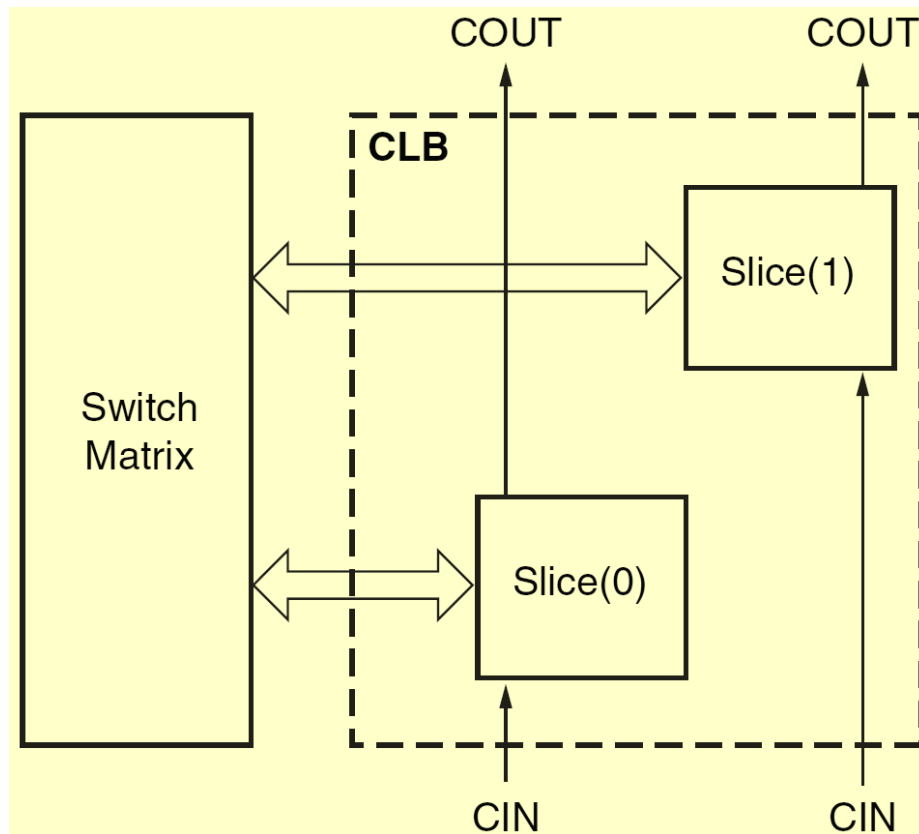 COUT
COUT
CLB
Slice(1)
Switch
Matrix
Slice(0)
CIN
CIN